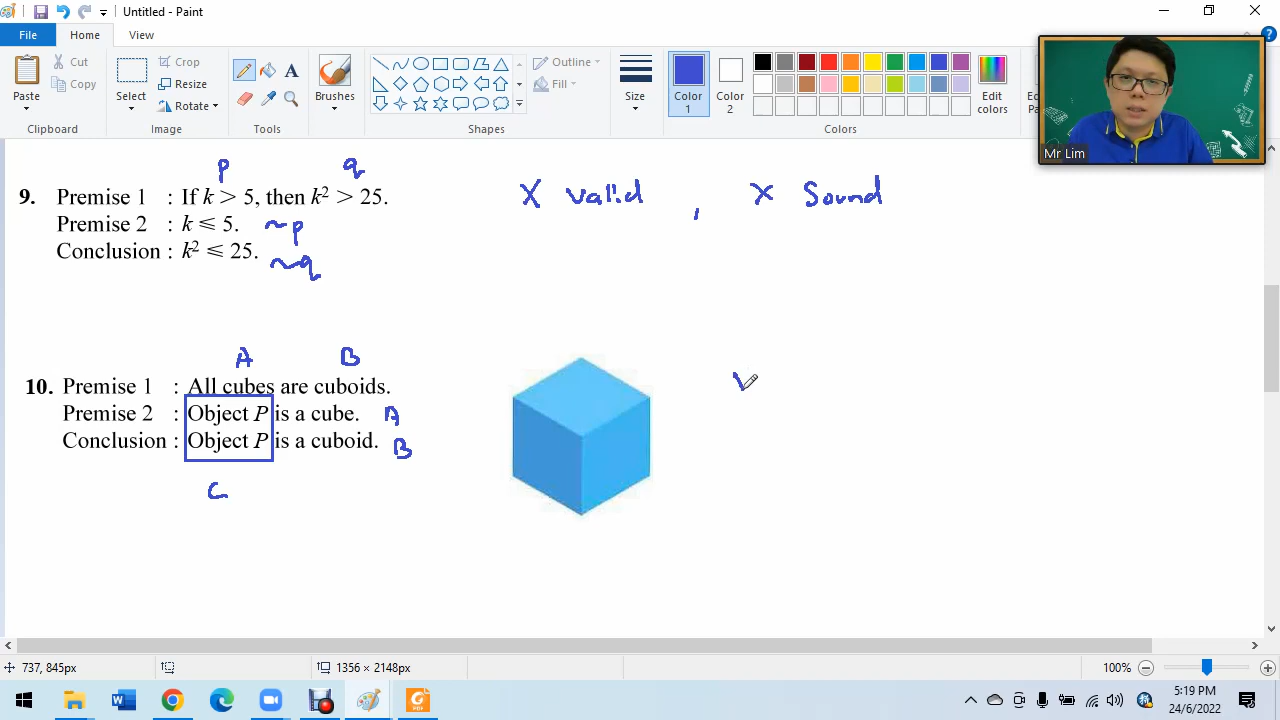 Untitled - Paint
File Home View
Paste Cut Copy Clipboard
Select Crop Resize Rotate Image
Tools
Brushes
Shapes Outline Fill
Size
Color 1 Color 2 Colors Edit colors
Mr Lim
p q
9. Premise 1 : If k > 5, then k² > 25. X valid , X Sound
Premise 2 : k ⩽ 5. ~p
Conclusion : k² ⩽ 25. ~q
A B
10. Premise 1 : All cubes are cuboids.
Premise 2 : Object P is a cube. A
Conclusion : Object P is a cuboid. B
C
737, 845px 1356 × 2148px 100%
5:19 PM
24/6/2022